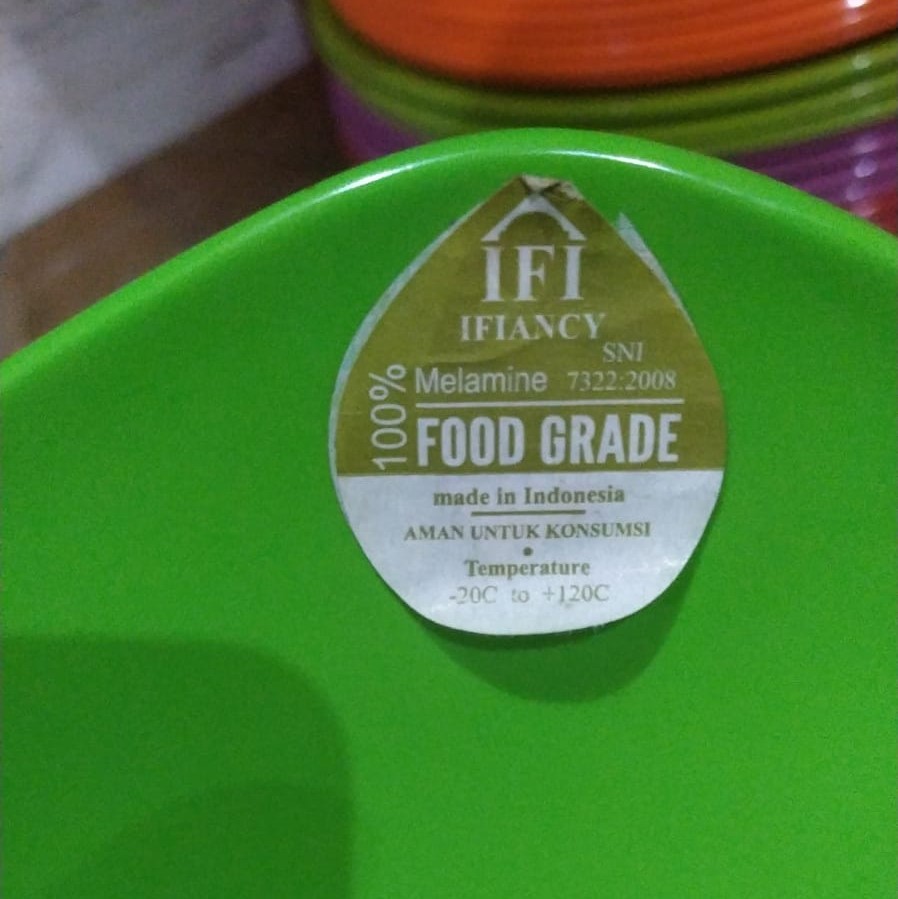 IFI
IFIANCY
SNI
100% Melamine 7322:2008
FOOD GRADE
made in Indonesia
AMAN UNTUK KONSUMSI
•
Temperature
-20C to +120C